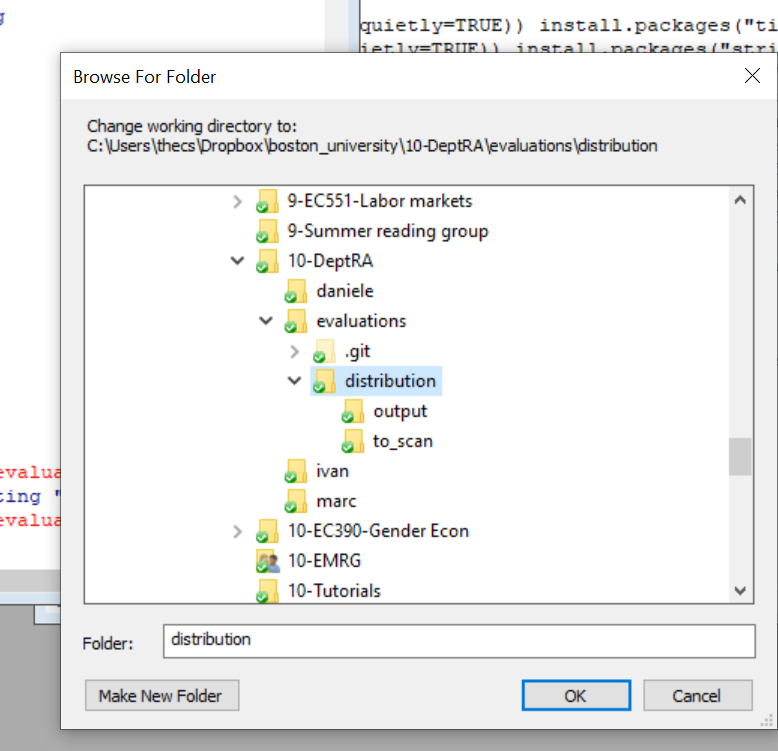 quietly=TRUE)) install.packages("ti
ietly=TRUE)) install.packages("stri
Browse For Folder
Change working directory to:
C:\Users\thecs\Dropbox\boston_university\10-DeptRA\evaluations\distribution
9-EC551-Labor markets
9-Summer reading group
10-DeptRA
daniele
evaluations
.git
distribution
output
to_scan
ivan
marc
10-EC390-Gender Econ
10-EMRG
10-Tutorials
evalua
ting "
evalua
Folder:
distribution
Make New Folder
OK
Cancel